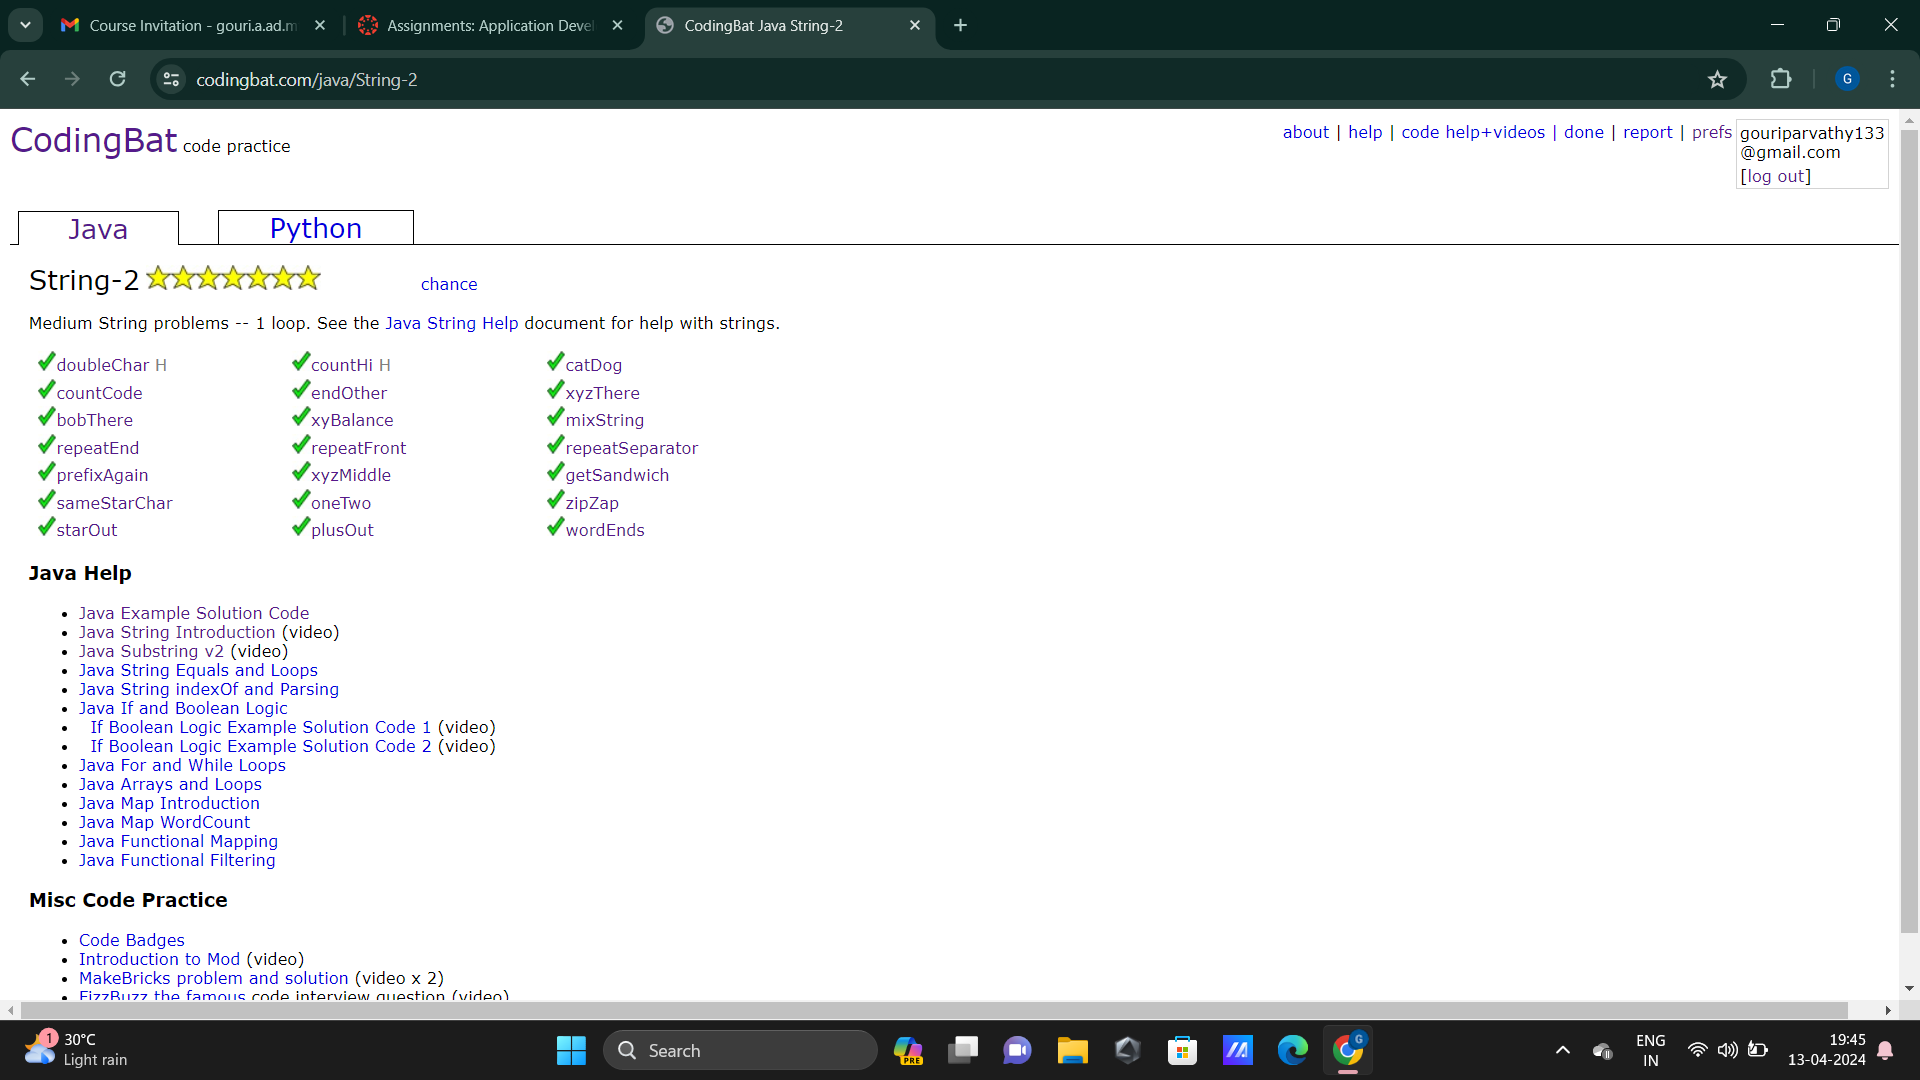 Course Invitation - gouri.a.ad.m
Assignments: Application Deve
CodingBat Java String-2
codingbat.com/java/String-2
G
CodingBat code practice
about | help | code help+videos | done | report | prefs
gouriparvathy133
@gmail.com
[log out]
Java
Python
String-2
chance
Medium String problems -- 1 loop. See the Java String Help document for help with strings.
doubleChar H countHi H catDog
countCode endOther xyzThere
bobThere xyBalance mixString
repeatEnd repeatFront repeatSeparator
prefixAgain xyzMiddle getSandwich
sameStarChar oneTwo zipZap
starOut plusOut wordEnds
Java Help
Java Example Solution Code
Java String Introduction (video)
Java Substring v2 (video)
Java String Equals and Loops
Java String indexOf and Parsing
Java If and Boolean Logic
If Boolean Logic Example Solution Code 1 (video)
If Boolean Logic Example Solution Code 2 (video)
Java For and While Loops
Java Arrays and Loops
Java Map Introduction
Java Map WordCount
Java Functional Mapping
Java Functional Filtering
Misc Code Practice
Code Badges
Introduction to Mod (video)
MakeBricks problem and solution (video x 2)
FizzBuzz the famous code interview question (video)
1
30°C
Light rain
Search
PRE
G
ENG
IN
19:45
13-04-2024